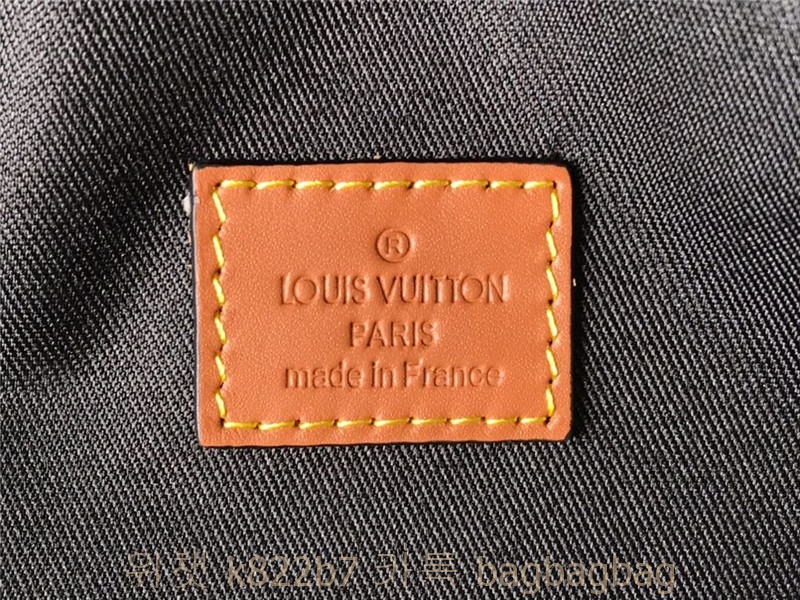 ®
LOUIS VUITTON
PARIS
made in France
위챗 k822b7 카톡 bagbagbag